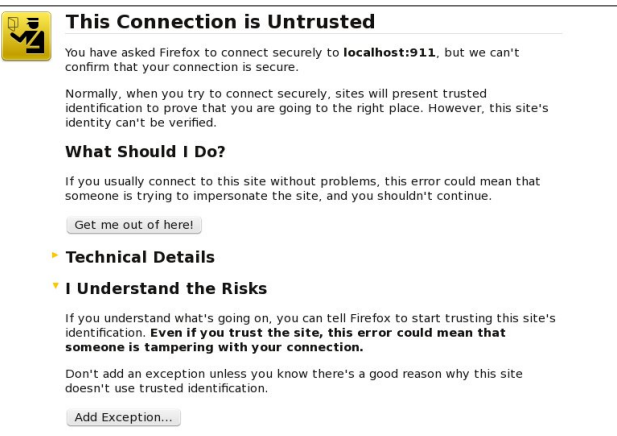 This Connection is Untrusted
You have asked Firefox to connect securely to localhost:911, but we can't
confirm that your connection is secure.
Normally, when you try to connect securely, sites will present trusted
identification to prove that you are going to the right place. However, this site's
identity can't be verified.
What Should I Do?
If you usually connect to this site without problems, this error could mean that
someone is trying to impersonate the site, and you shouldn't continue.
Get me out of here!
Technical Details
I Understand the Risks
If you understand what's going on, you can tell Firefox to start trusting this site's
identification. Even if you trust the site, this error could mean that
someone is tampering with your connection.
Don't add an exception unless you know there's a good reason why this site
doesn't use trusted identification.
Add Exception...